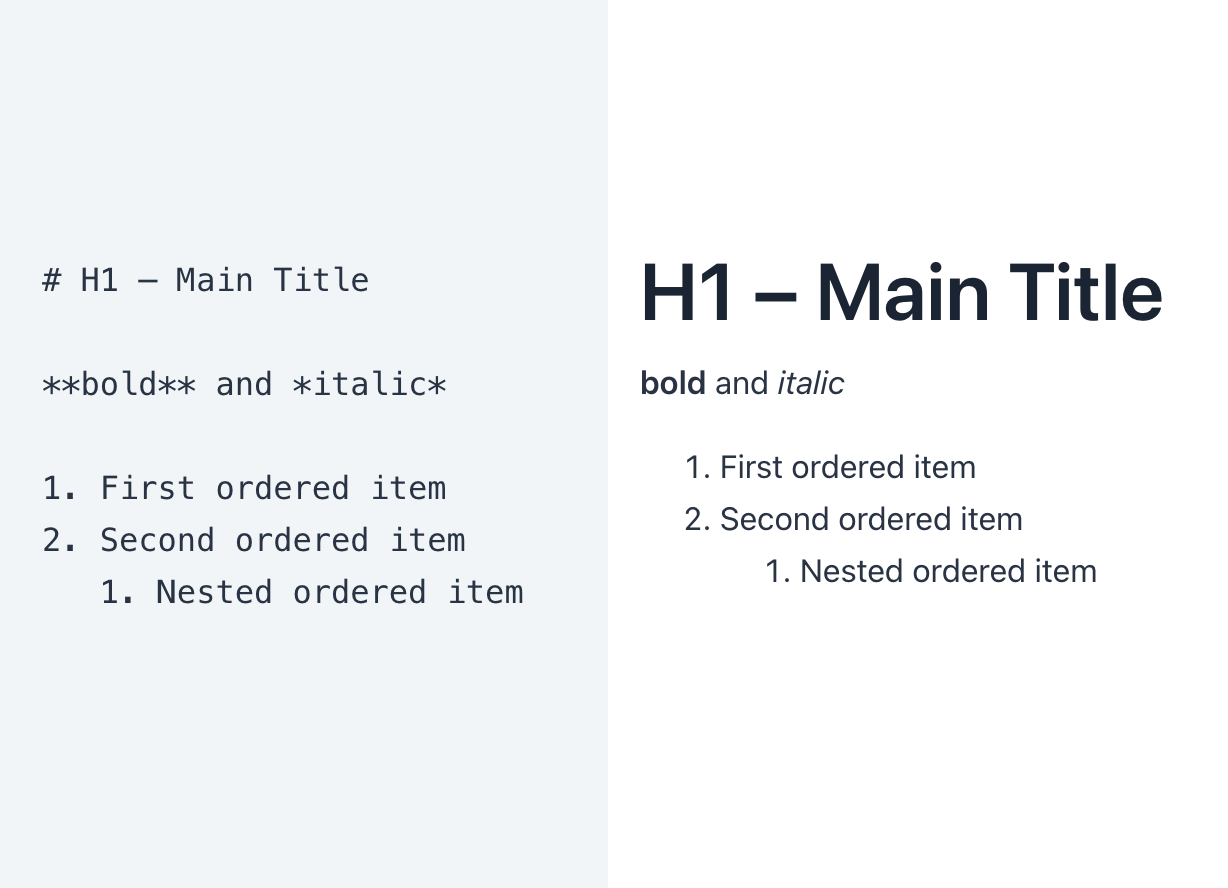 # H1 – Main Title
**bold** and *italic*
1. First ordered item
2. Second ordered item
   1. Nested ordered item
H1 – Main Title
bold and italic
1. First ordered item
2. Second ordered item
1. Nested ordered item